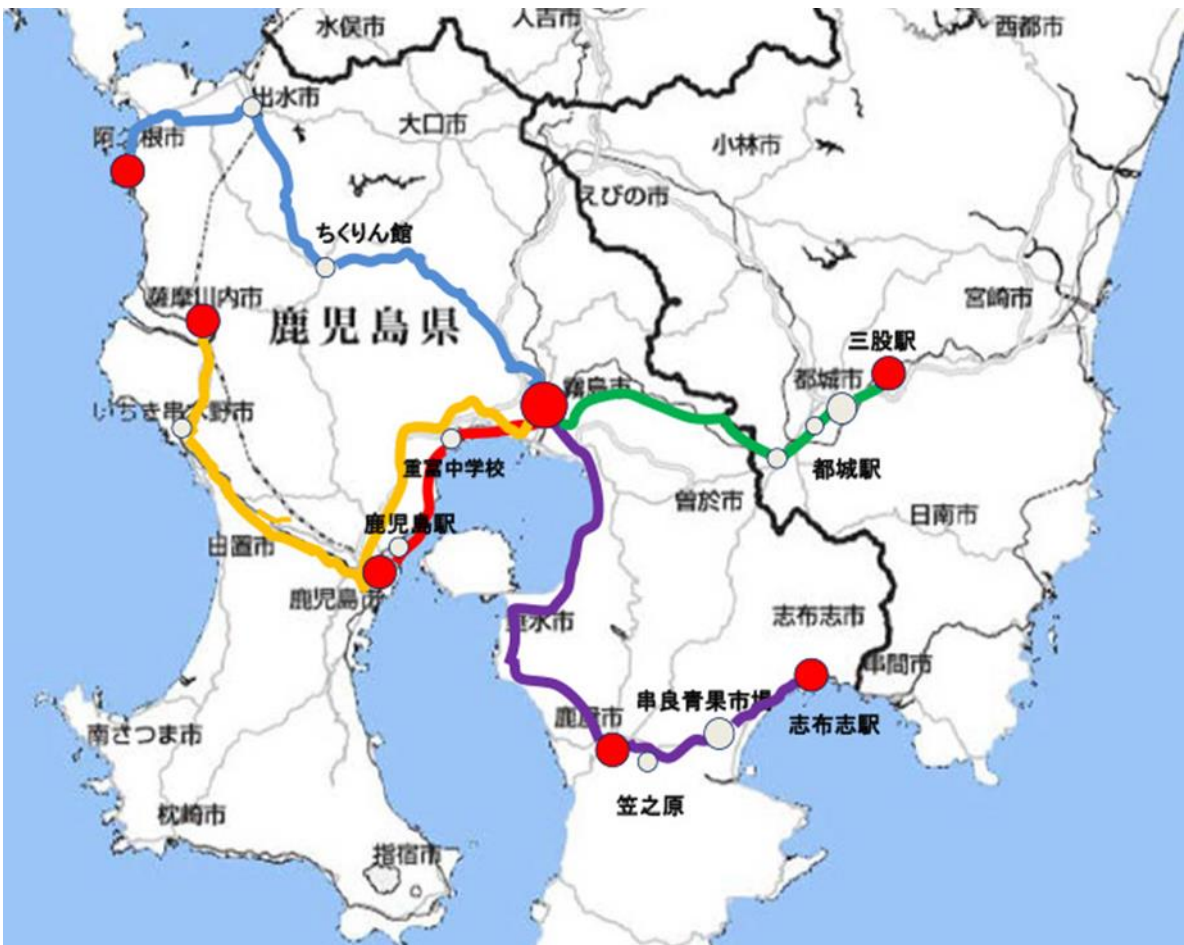 水俣市
人吉市
西都市
出水市
大口市
阿久根市
小林市
えびの市
ちくりん館
薩摩川内市
鹿児島県
宮崎市
三股駅
都城市
霧島市
いちき串木野市
重富中学校
都城駅
曽於市
日南市
鹿児島駅
日置市
鹿児島市
垂水市
志布志市
串間市
串良青果市場
鹿屋市
志布志駅
南さつま市
笠之原
枕崎市
指宿市